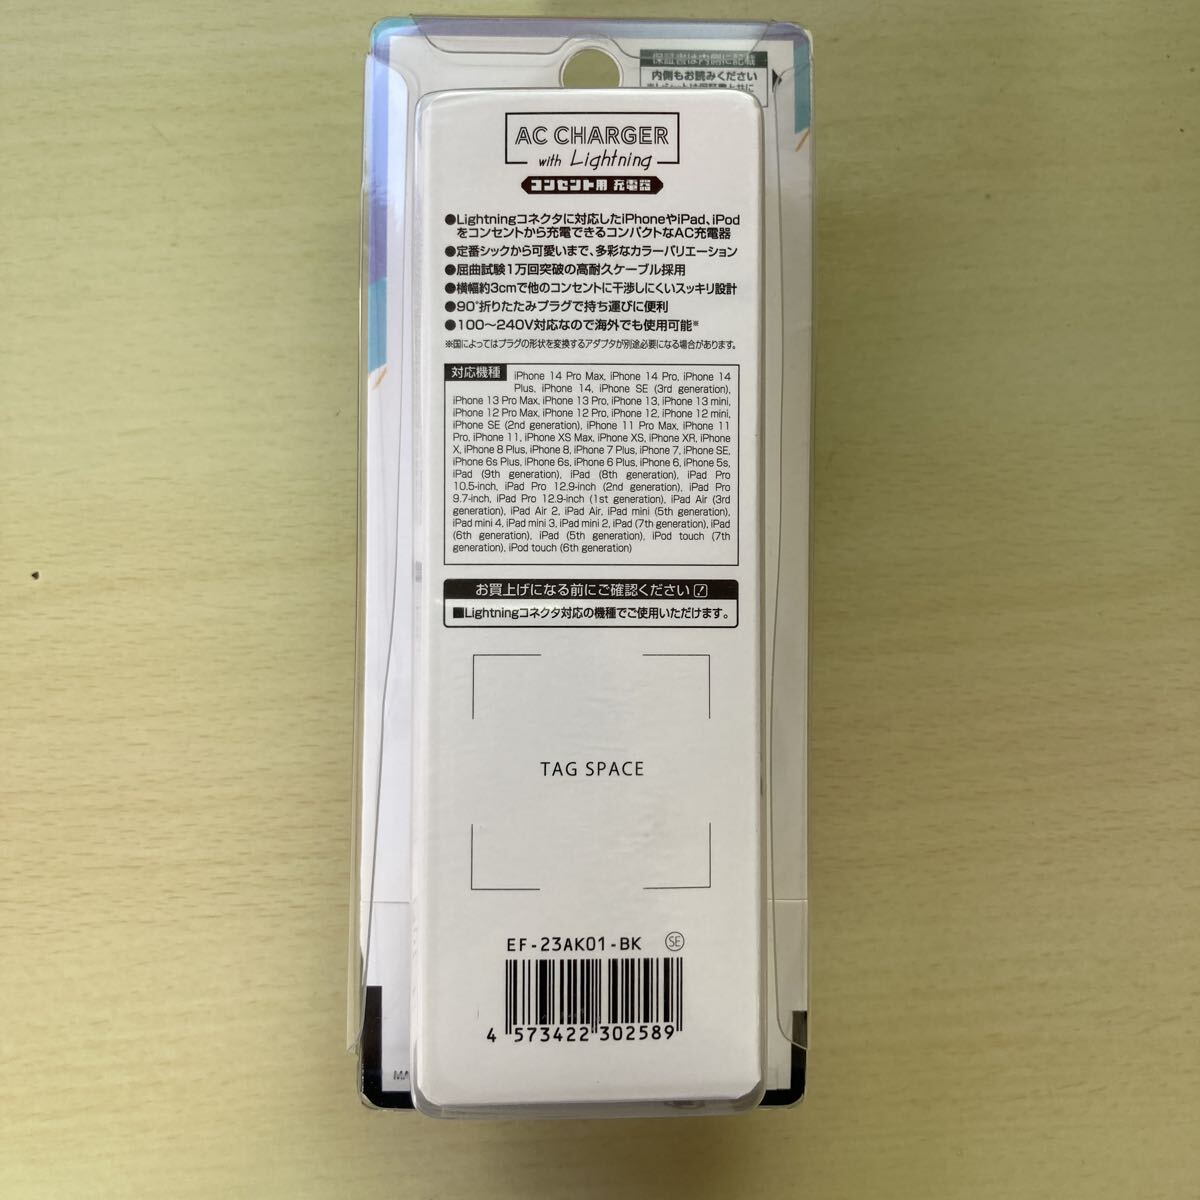 保証書は内側に記載
内側もお読みください
AC CHARGER
with Lightning
コンセント用 充電器
●Lightningコネクタに対応したiPhoneやiPad、iPod
をコンセントから充電できるコンパクトなAC充電器
●定番シックから可愛いまで、多彩なカラーバリエーション
●屈曲試験1万回突破の高耐久ケーブル採用
●横幅約3cmで他のコンセントに干渉しにくいスッキリ設計
●90°折りたたみプラグで持ち運びに便利
●100〜240V対応なので海外でも使用可能※
※国によってはプラグの形状を変換するアダプタが別途必要になる場合があります。
対応機種 iPhone 14 Pro Max, iPhone 14 Pro, iPhone 14
Plus, iPhone 14, iPhone SE (3rd generation),
iPhone 13 Pro Max, iPhone 13 Pro, iPhone 13, iPhone 13 mini,
iPhone 12 Pro Max, iPhone 12 Pro, iPhone 12, iPhone 12 mini,
iPhone SE (2nd generation), iPhone 11 Pro Max, iPhone 11
Pro, iPhone 11, iPhone XS Max, iPhone XS, iPhone XR, iPhone
X, iPhone 8 Plus, iPhone 8, iPhone 7 Plus, iPhone 7, iPhone SE,
iPhone 6s Plus, iPhone 6s, iPhone 6 Plus, iPhone 6, iPhone 5s,
iPad (9th generation), iPad (8th generation), iPad Pro
10.5-inch, iPad Pro 12.9-inch (2nd generation), iPad Pro
9.7-inch, iPad Pro 12.9-inch (1st generation), iPad Air (3rd
generation), iPad Air 2, iPad Air, iPad mini (5th generation),
iPad mini 4, iPad mini 3, iPad mini 2, iPad (7th generation), iPad
(6th generation), iPad (5th generation), iPod touch (7th
generation), iPod touch (6th generation)
お買上げになる前にご確認ください!
■Lightningコネクタ対応の機種でご使用いただけます。
TAG SPACE
EF-23AK01-BK SE
4 573422 302589
MA